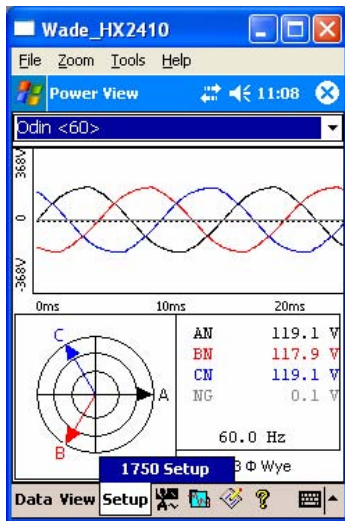 Wade_HX2410
File Zoom Tools Help
Power View 11:08
Odin <60>
368V
0
-368V
0ms 10ms 20ms
C
A
B
AN 119.1 V
BN 117.9 V
CN 119.1 V
NG 0.1 V
60.0 Hz
3 Φ Wye
1750 Setup
Data View Setup